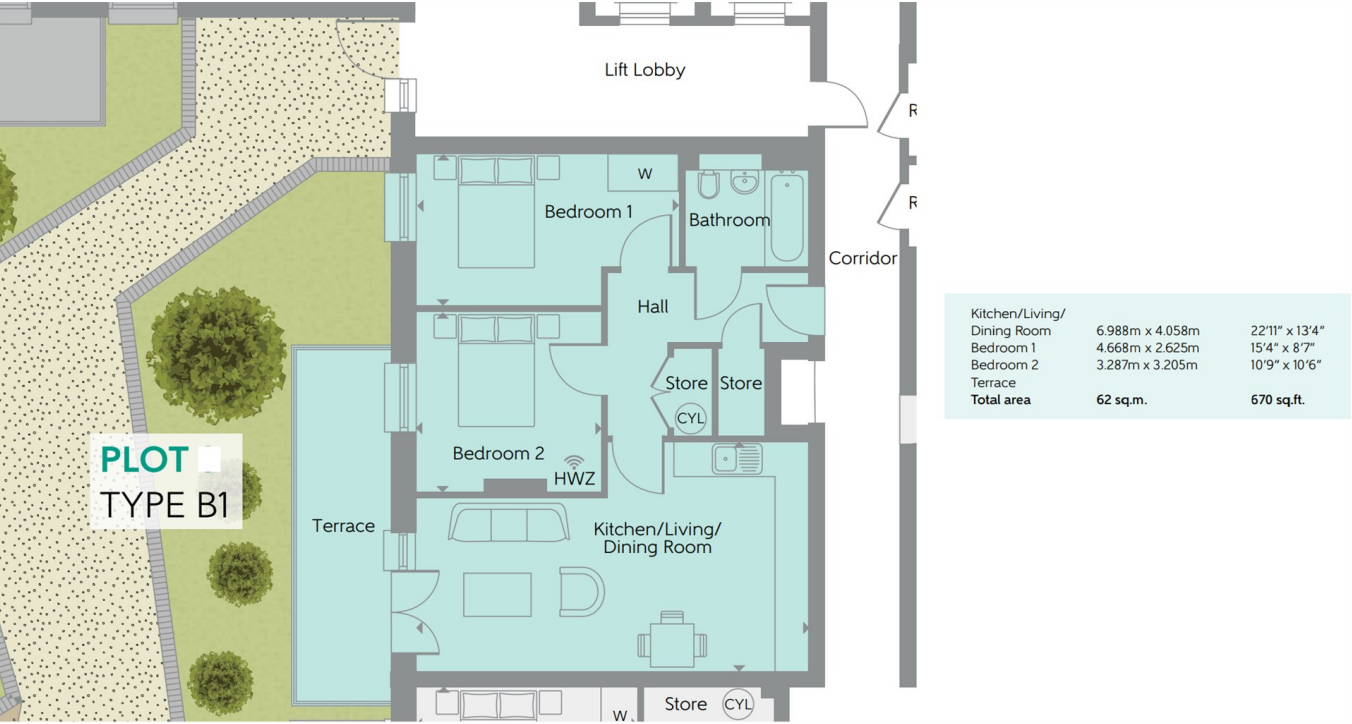 Lift Lobby
R
W
Bedroom 1
Bathroom
R
Corridor
Hall
Store
Store
CYL
Bedroom 2
HWZ
PLOT
TYPE B1
Terrace
Kitchen/Living/
Dining Room
Store
CYL
W
Kitchen/Living/
Dining Room 6.988m x 4.058m 22'11" x 13'4"
Bedroom 1 4.668m x 2.625m 15'4" x 8'7"
Bedroom 2 3.287m x 3.205m 10'9" x 10'6"
Terrace
Total area 62 sq.m. 670 sq.ft.